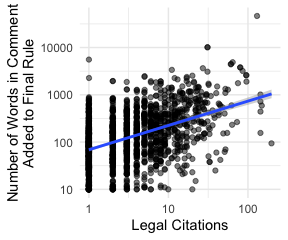 Number of Words in Comment
Added to Final Rule
10000
1000
100
10
1
10
100
Legal Citations